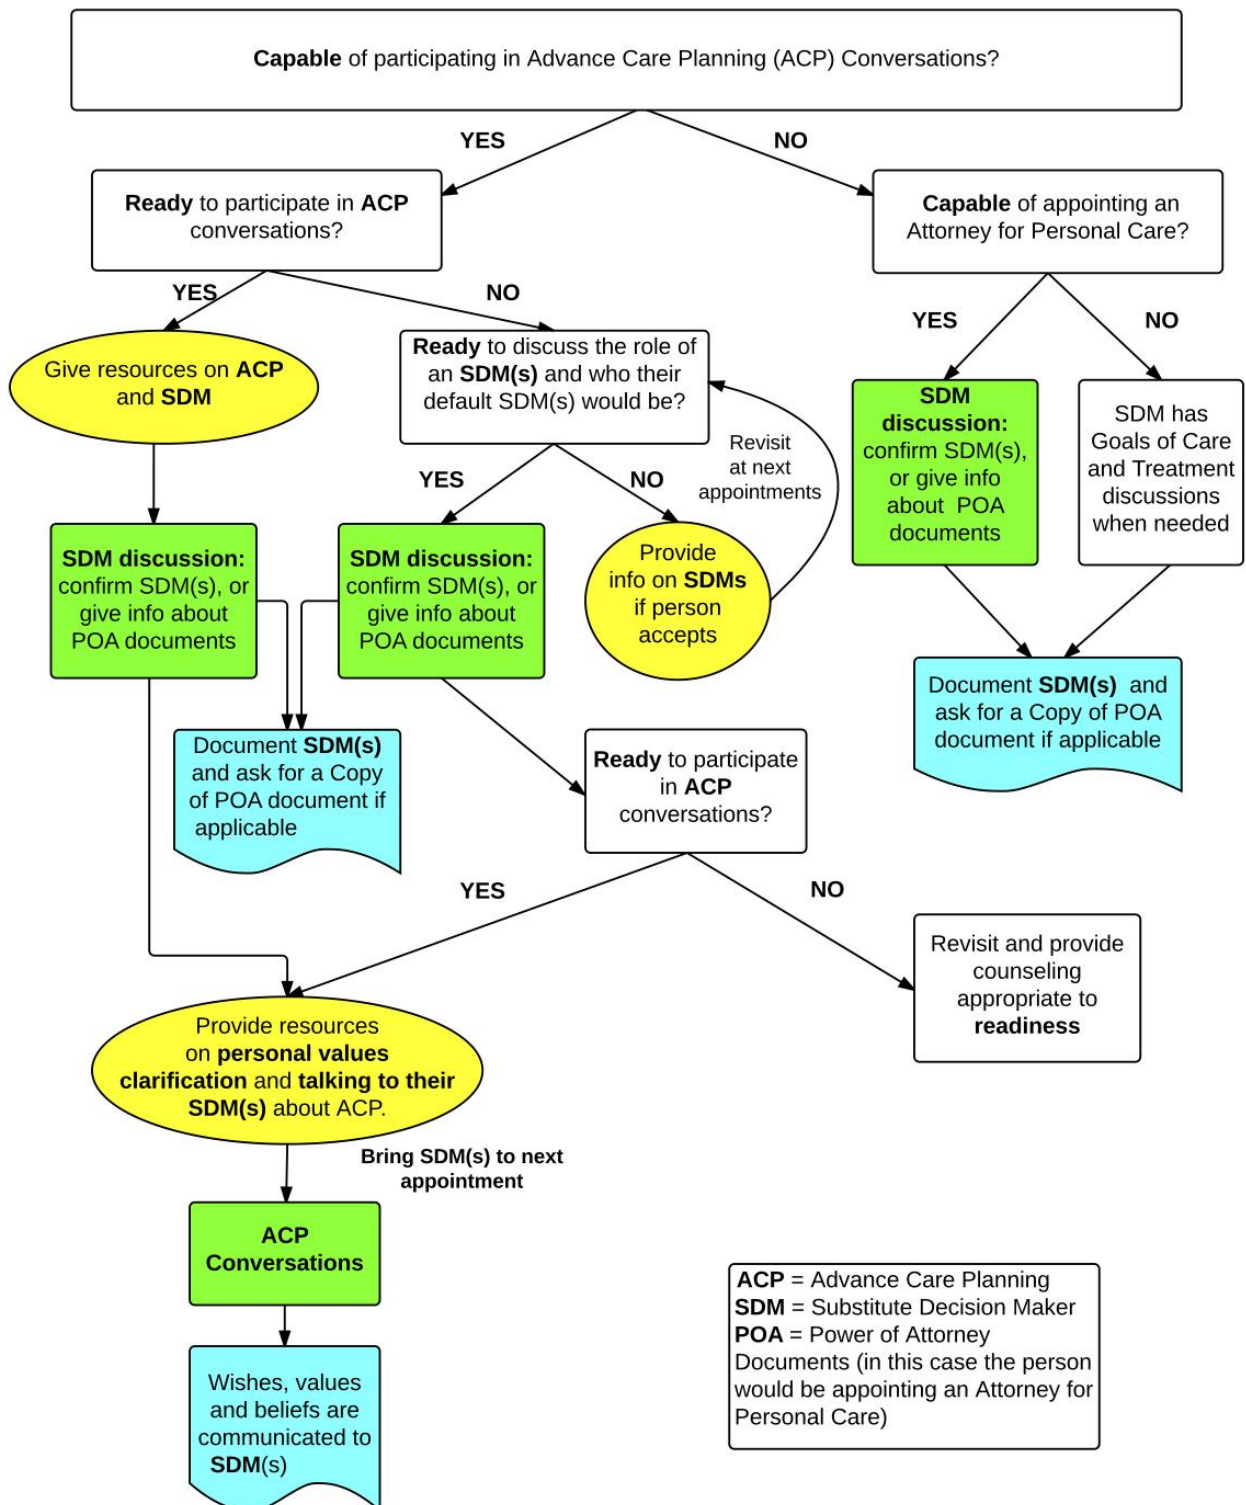 Capable of participating in Advance Care Planning (ACP) Conversations?
YES
NO
Ready to participate in ACP
conversations?
Capable of appointing an
Attorney for Personal Care?
YES
NO
YES
NO
Give resources on ACP
and SDM
Ready to discuss the role of
an SDM(s) and who their
default SDM(s) would be?
Revisit
at next
appointments
SDM
discussion:
confirm SDM(s),
or give info
about POA
documents
SDM has
Goals of Care
and Treatment
discussions
when needed
YES
NO
SDM discussion:
confirm SDM(s), or
give info about
POA documents
SDM discussion:
confirm SDM(s), or
give info about
POA documents
Provide
info on SDMs
if person
accepts
Document SDM(s) and
ask for a Copy of POA
document if applicable
Document SDM(s)
and ask for a Copy
of POA document if
applicable
Ready to participate
in ACP
conversations?
YES
NO
Revisit and provide
counseling
appropriate to
readiness
Provide resources
on personal values
clarification and talking to their
SDM(s) about ACP.
Bring SDM(s) to next
appointment
ACP
Conversations
Wishes, values
and beliefs are
communicated to
SDM(s)
ACP = Advance Care Planning
SDM = Substitute Decision Maker
POA = Power of Attorney
Documents (in this case the person
would be appointing an Attorney for
Personal Care)